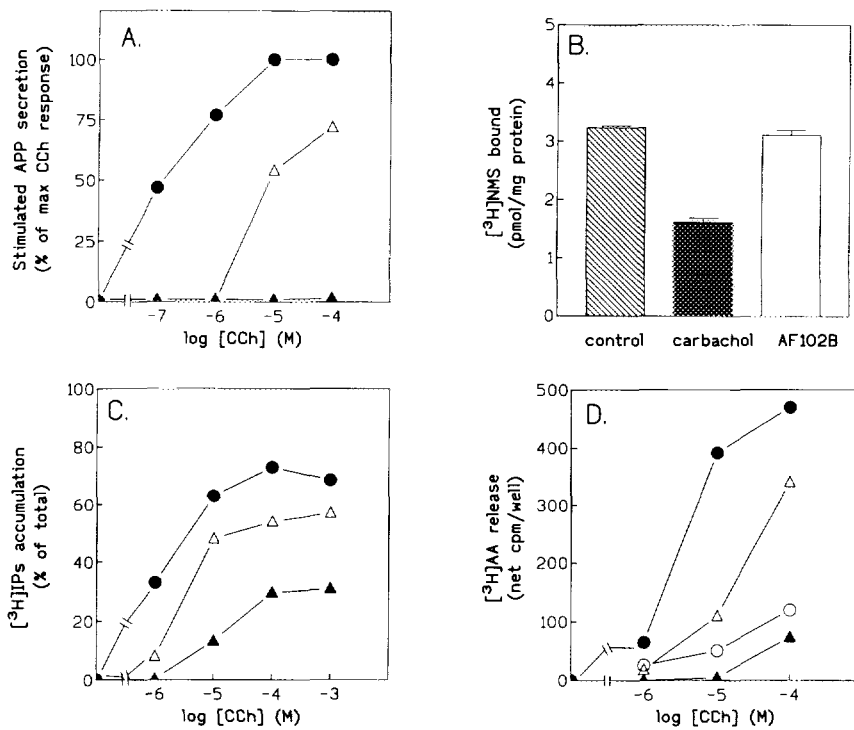 A.
Stimulated APP secretion
(% of max CCh response)
100
75
50
25
0
-7
-6
-5
-4
log [CCh] (M)
B.
[³H]NMS bound
(pmol/mg protein)
5
4
3
2
1
0
control
carbachol
AF102B
C.
[³H]IPs accumulation
(% of total)
100
80
60
40
20
0
-6
-5
-4
-3
log [CCh] (M)
D.
[³H]AA release
(net cpm/well)
500
400
300
200
100
0
-6
-5
-4
log [CCh] (M)